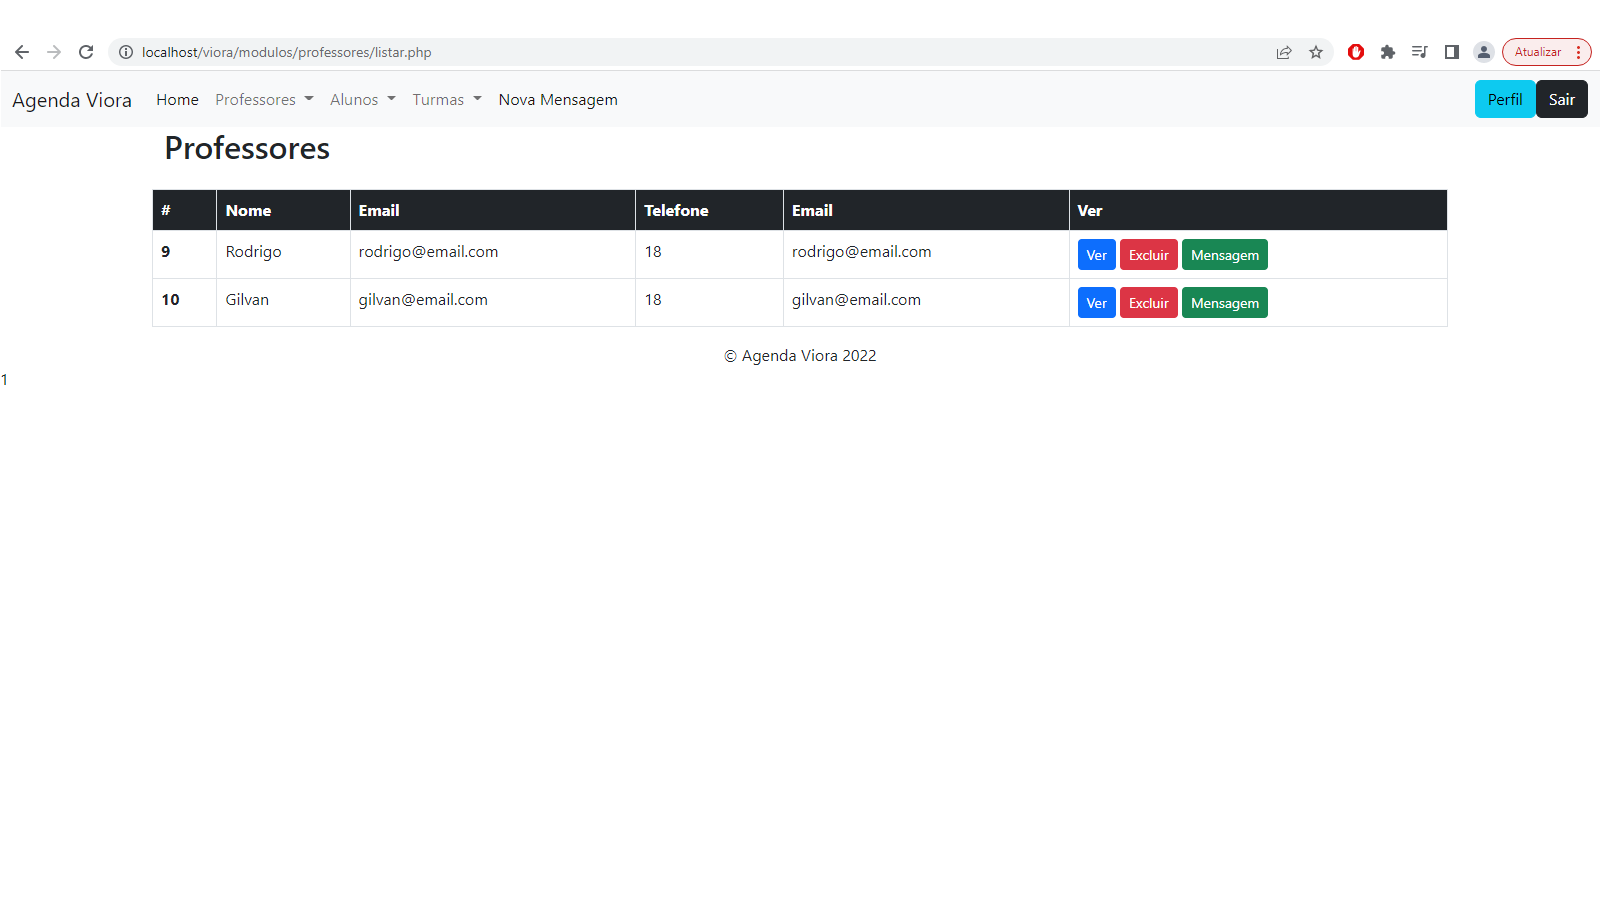 localhost/viora/modulos/professores/listar.php
Atualizar
Agenda Viora Home Professores Alunos Turmas Nova Mensagem Perfil Sair
Professores
# Nome Email Telefone Email Ver
9 Rodrigo rodrigo@email.com 18 rodrigo@email.com Ver Excluir Mensagem
10 Gilvan gilvan@email.com 18 gilvan@email.com Ver Excluir Mensagem
© Agenda Viora 2022
1